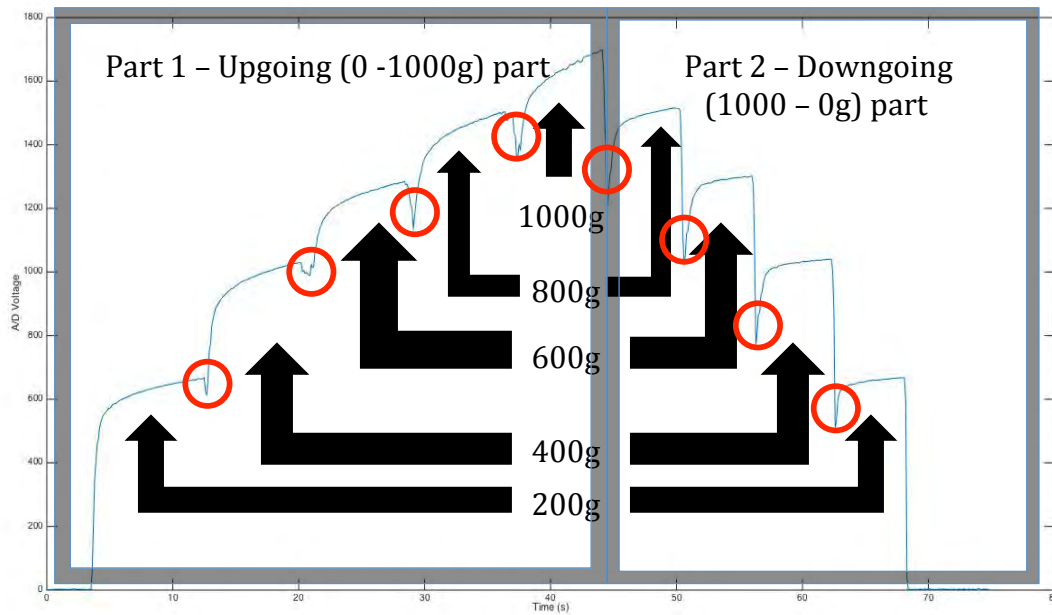 1800
1600
1400
1200
1000
800
600
400
200
0
A/D Voltage
Part 1 – Upgoing (0 -1000g) part
Part 2 – Downgoing
(1000 – 0g) part
1000g
800g
600g
400g
200g
0 10 20 30 40 50 60 70 80
Time (s)